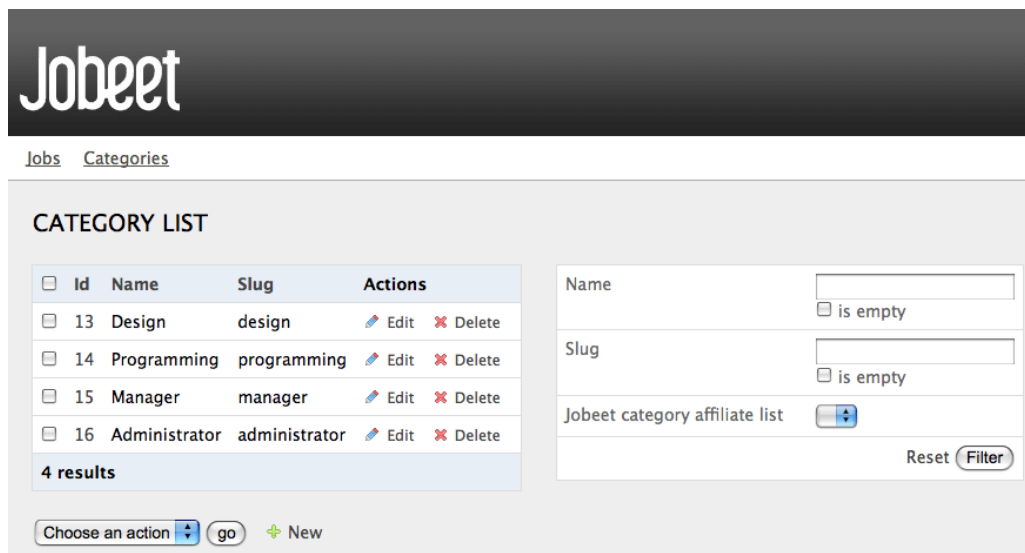 Jobeet
Jobs Categories
CATEGORY LIST
Id Name Slug Actions
13 Design design Edit Delete
14 Programming programming Edit Delete
15 Manager manager Edit Delete
16 Administrator administrator Edit Delete
4 results
Choose an action go New
Name
is empty
Slug
is empty
Jobeet category affiliate list
Reset Filter